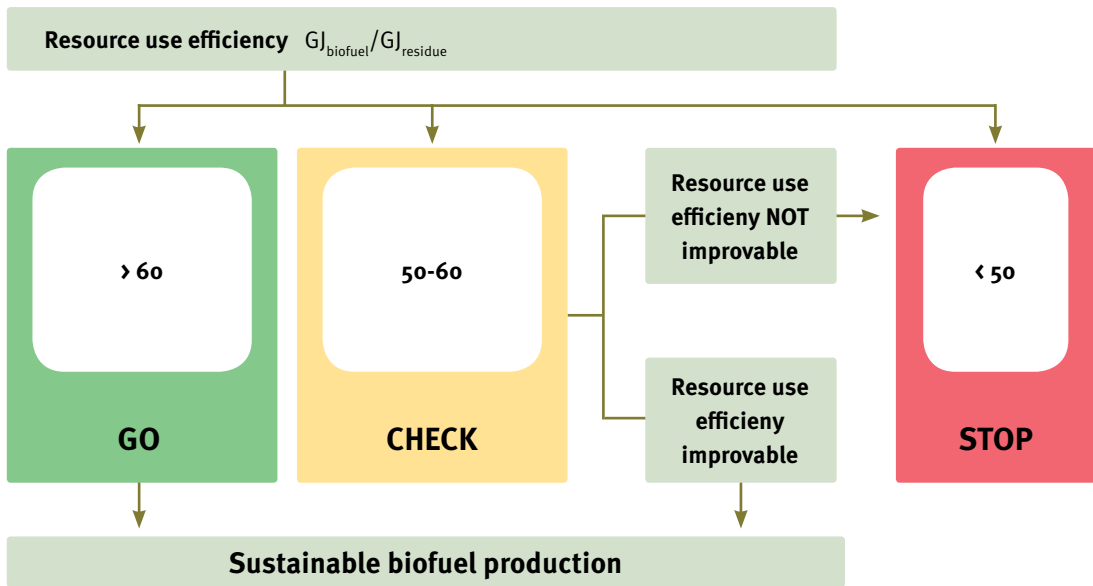 Resource use efficiency GJbiofuel/GJresidue
> 60
GO
50-60
CHECK
Resource use
efficieny NOT
improvable
Resource use
efficieny
improvable
< 50
STOP
Sustainable biofuel production